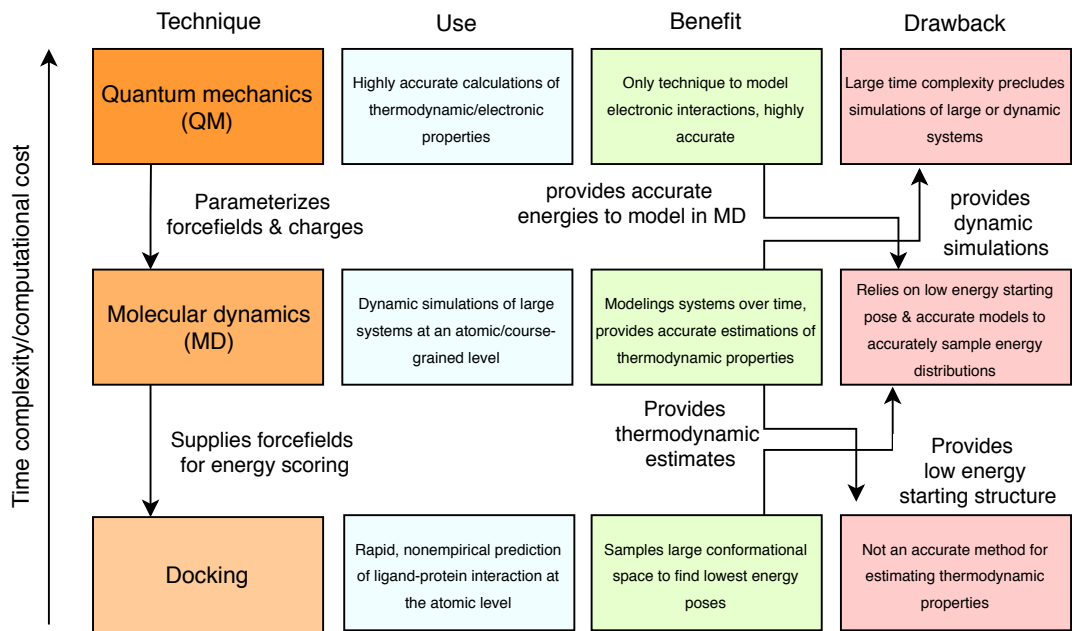 Technique
Use
Benefit
Drawback
Time complexity/computational cost
Quantum mechanics
(QM)
Highly accurate calculations of
thermodynamic/electronic
properties
Only technique to model
electronic interactions, highly
accurate
Large time complexity precludes
simulations of large or dynamic
systems
Parameterizes
forcefields & charges
provides accurate
energies to model in MD
provides
dynamic
simulations
Molecular dynamics
(MD)
Dynamic simulations of large
systems at an atomic/course-
grained level
Modelings systems over time,
provides accurate estimations of
thermodynamic properties
Relies on low energy starting
pose & accurate models to
accurately sample energy
distributions
Supplies forcefields
for energy scoring
Provides
thermodynamic
estimates
Provides
low energy
starting structure
Docking
Rapid, nonempirical prediction
of ligand-protein interaction at
the atomic level
Samples large conformational
space to find lowest energy
poses
Not an accurate method for
estimating thermodynamic
properties